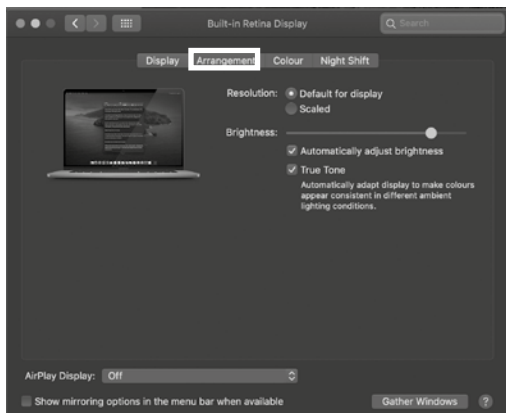 Built-in Retina Display
Search
Display Arrangement Colour Night Shift
Resolution: Default for display
Scaled
Brightness:
Automatically adjust brightness
True Tone
Automatically adapt display to make colours
appear consistent in different ambient
lighting conditions.
AirPlay Display: Off
Show mirroring options in the menu bar when available
Gather Windows ?